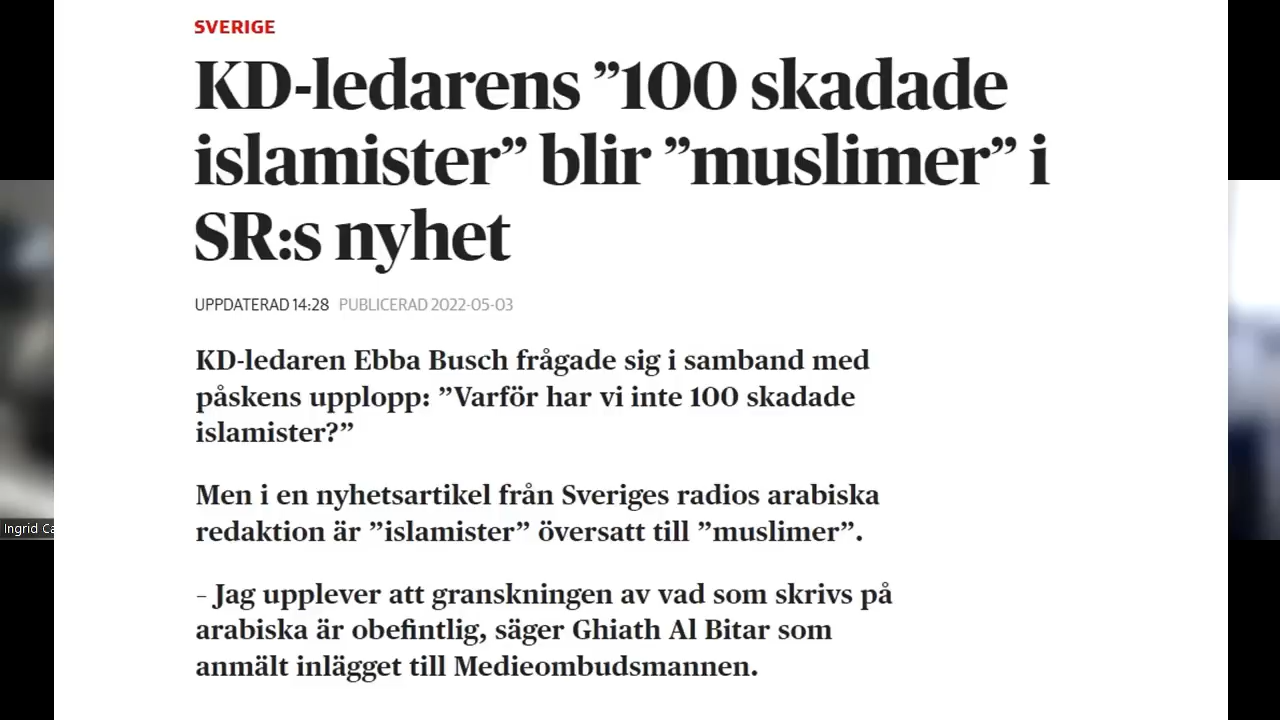 SVERIGE
KD-ledarens ”100 skadade
islamister” blir ”muslimer” i
SR:s nyhet
UPPDATERAD 14:28 PUBLICERAD 2022-05-03
KD-ledaren Ebba Busch frågade sig i samband med
påskens upplopp: ”Varför har vi inte 100 skadade
islamister?”
Men i en nyhetsartikel från Sveriges radios arabiska
redaktion är ”islamister” översatt till ”muslimer”.
– Jag upplever att granskningen av vad som skrivs på
arabiska är obefintlig, säger Ghiath Al Bitar som
anmält inlägget till Medieombudsmannen.
Ingrid